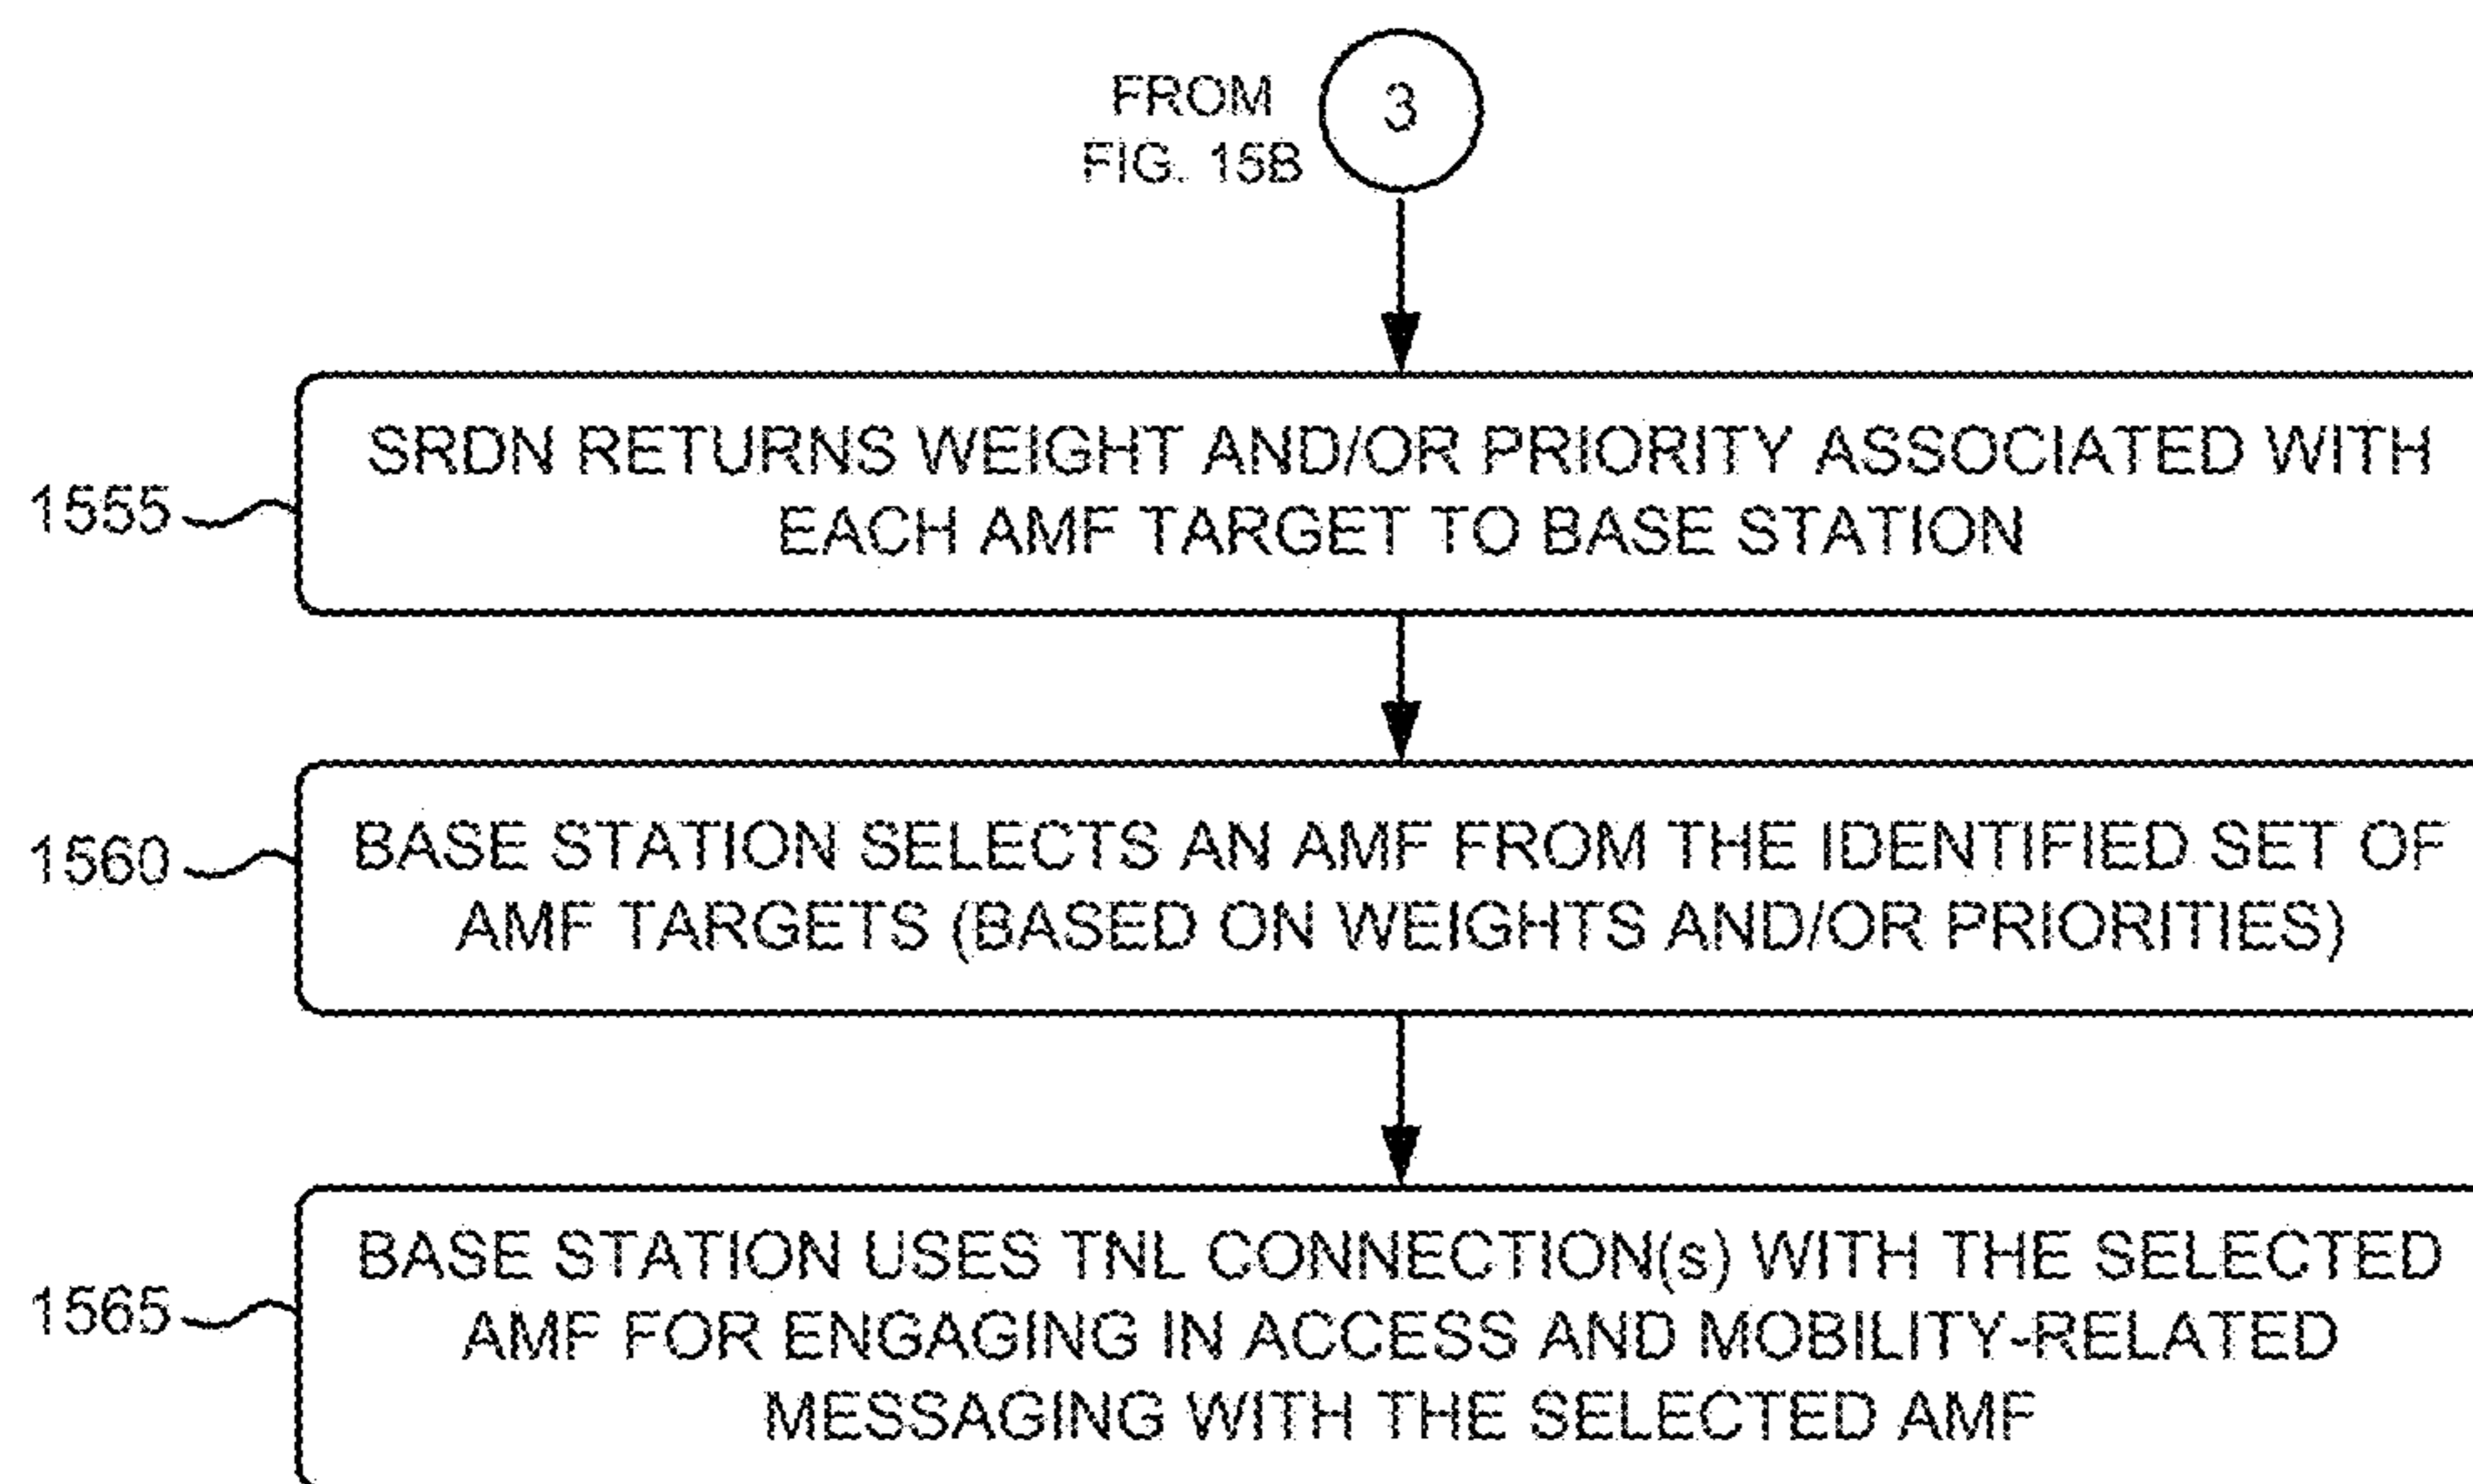 FROM
FIG. 15B
3
1555
SRDN RETURNS WEIGHT AND/OR PRIORITY ASSOCIATED WITH
EACH AMF TARGET TO BASE STATION
1560
BASE STATION SELECTS AN AMF FROM THE IDENTIFIED SET OF
AMF TARGETS (BASED ON WEIGHTS AND/OR PRIORITIES)
1565
BASE STATION USES TNL CONNECTION(s) WITH THE SELECTED
AMF FOR ENGAGING IN ACCESS AND MOBILITY-RELATED
MESSAGING WITH THE SELECTED AMF